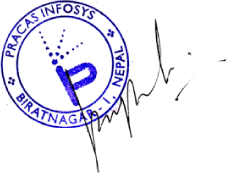 PRACAS INFOSYS
BIRATNAGAR - 1, NEPAL